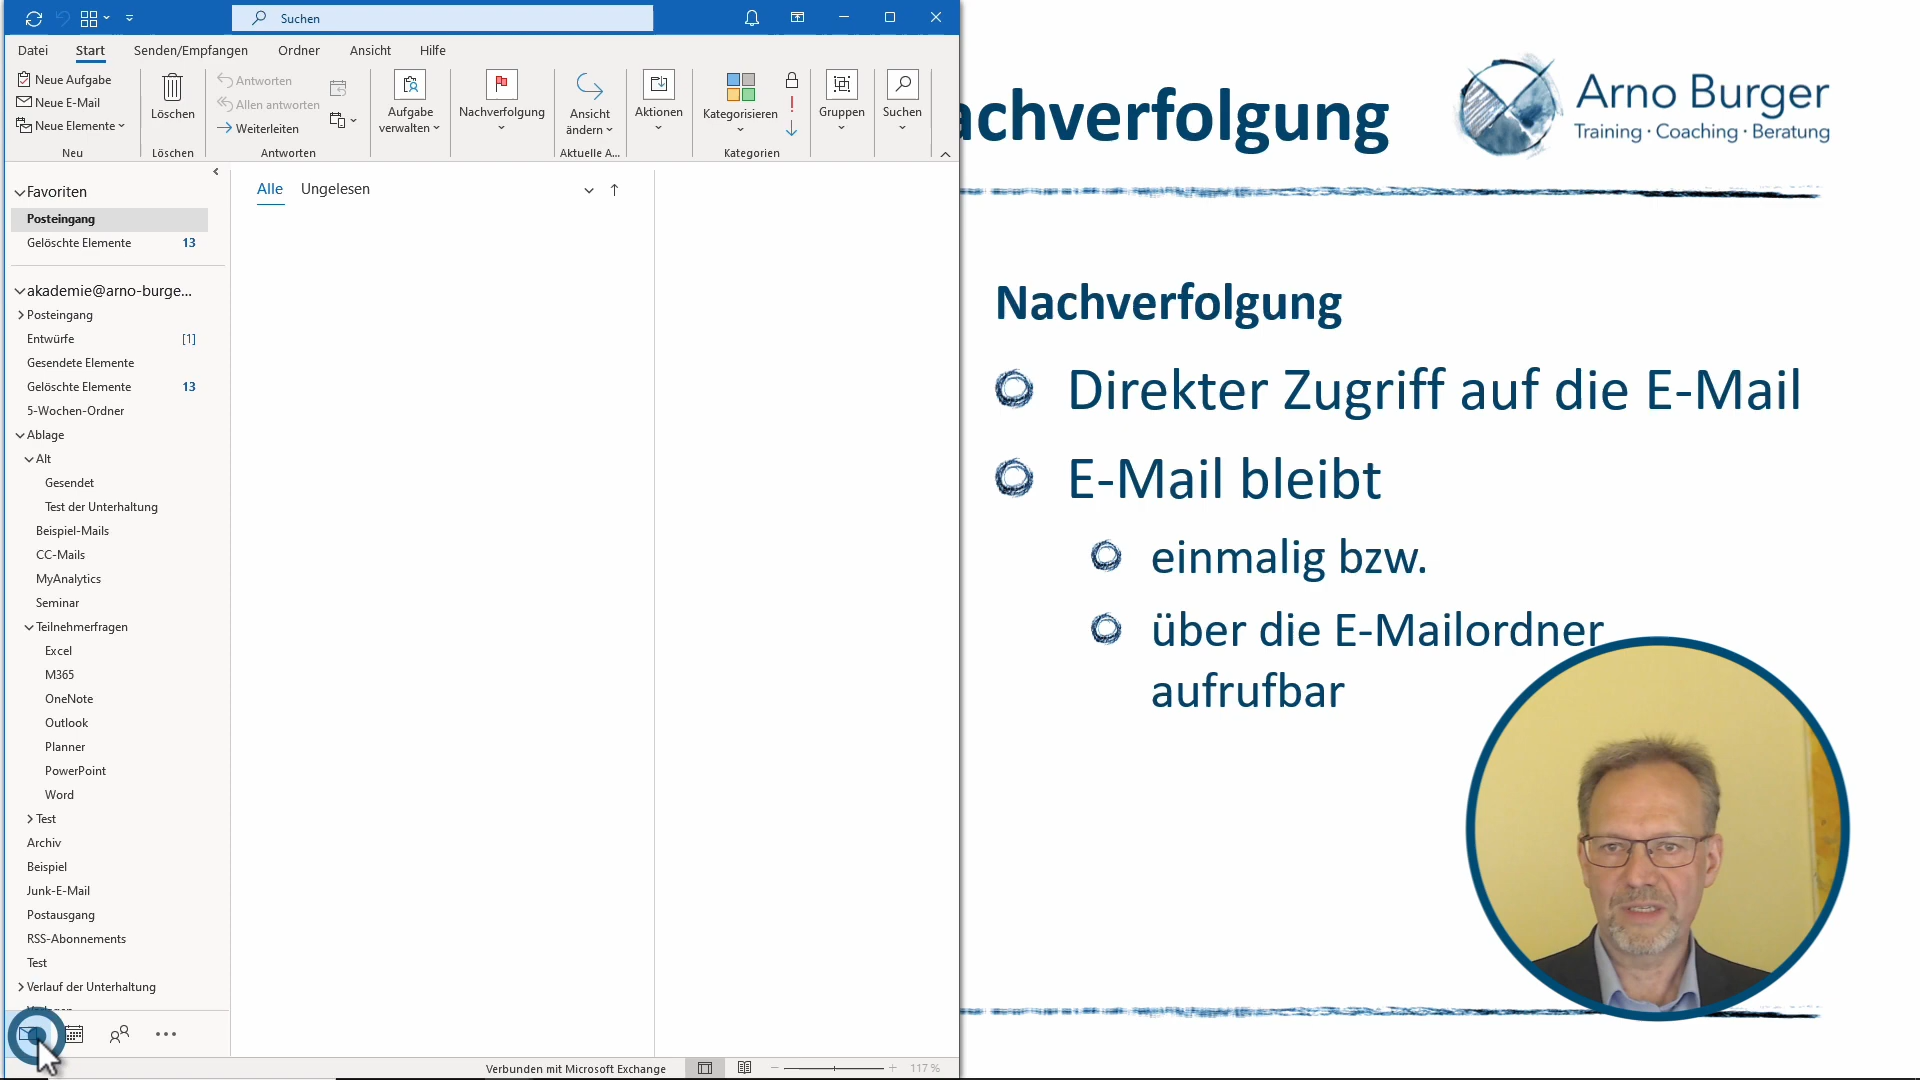 Suchen
Datei Start Senden/Empfangen Ordner Ansicht Hilfe
Neue Aufgabe
Neue E-Mail
Neue Elemente
Neu
Löschen
Löschen
Antworten
Allen antworten
Weiterleiten
Antworten
Aufgabe
verwalten
Nachverfolgung
Ansicht
ändern
Aktuelle A...
Aktionen
Kategorisieren
Kategorien
Gruppen
Suchen
Favoriten
Posteingang
Gelöschte Elemente 13
akademie@arno-burge...
Posteingang
Entwürfe [1]
Gesendete Elemente
Gelöschte Elemente 13
5-Wochen-Ordner
Ablage
Alt
Gesendet
Test der Unterhaltung
Beispiel-Mails
CC-Mails
MyAnalytics
Seminar
Teilnehmerfragen
Excel
M365
OneNote
Outlook
Planner
PowerPoint
Word
Test
Archiv
Beispiel
Junk-E-Mail
Postausgang
RSS-Abonnements
Test
Verlauf der Unterhaltung
Alle Ungelesen
Verbunden mit Microsoft Exchange
117 %
achverfolgung
Arno Burger
Training · Coaching · Beratung
Nachverfolgung
Direkter Zugriff auf die E-Mail
E-Mail bleibt
einmalig bzw.
über die E-Mailordner
aufrufbar